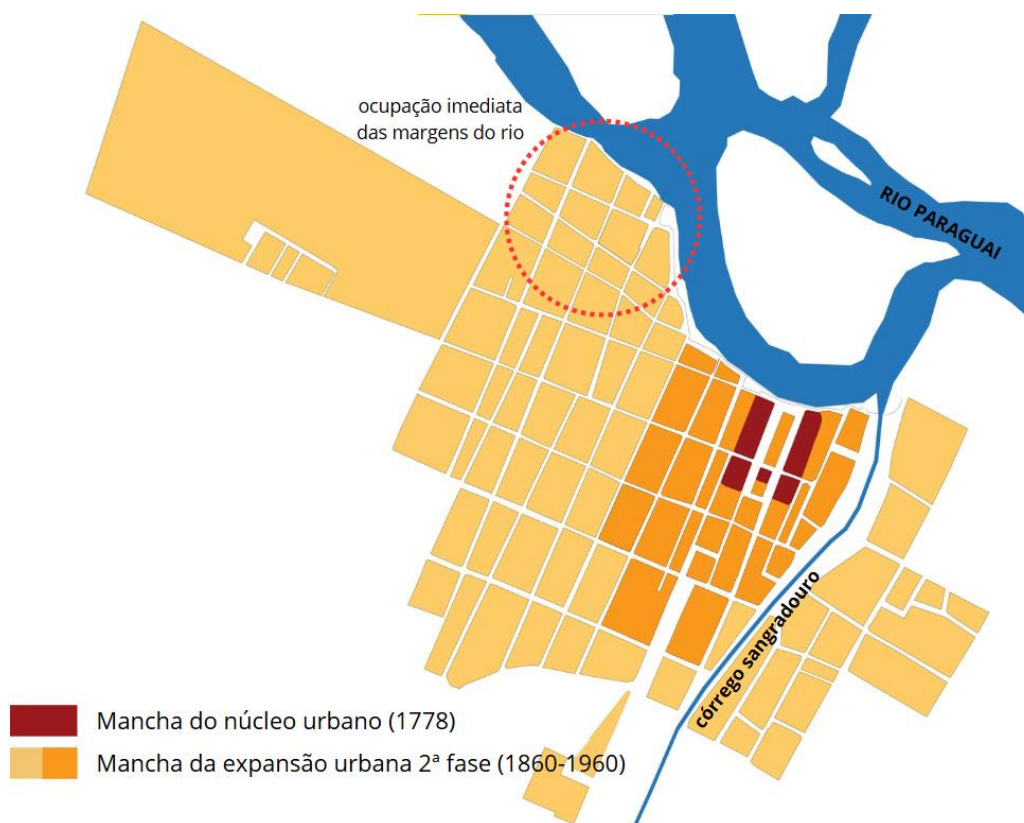 ocupação imediata
das margens do rio
RIO PARAGUAI
córrego sangradouro
Mancha do núcleo urbano (1778)
Mancha da expansão urbana 2ª fase (1860-1960)